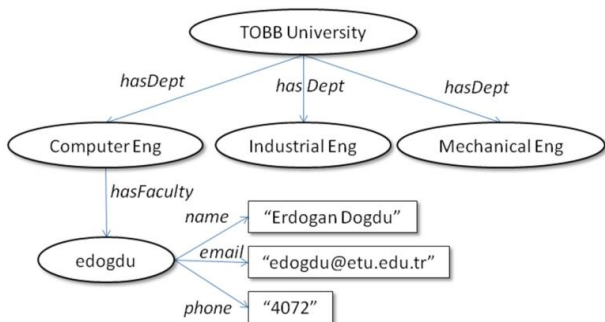 TOBB University
hasDept
has Dept
hasDept
Computer Eng
Industrial Eng
Mechanical Eng
hasFaculty
name
"Erdogan Dogdu"
edogdu
email
"edogdu@etu.edu.tr"
phone
"4072"